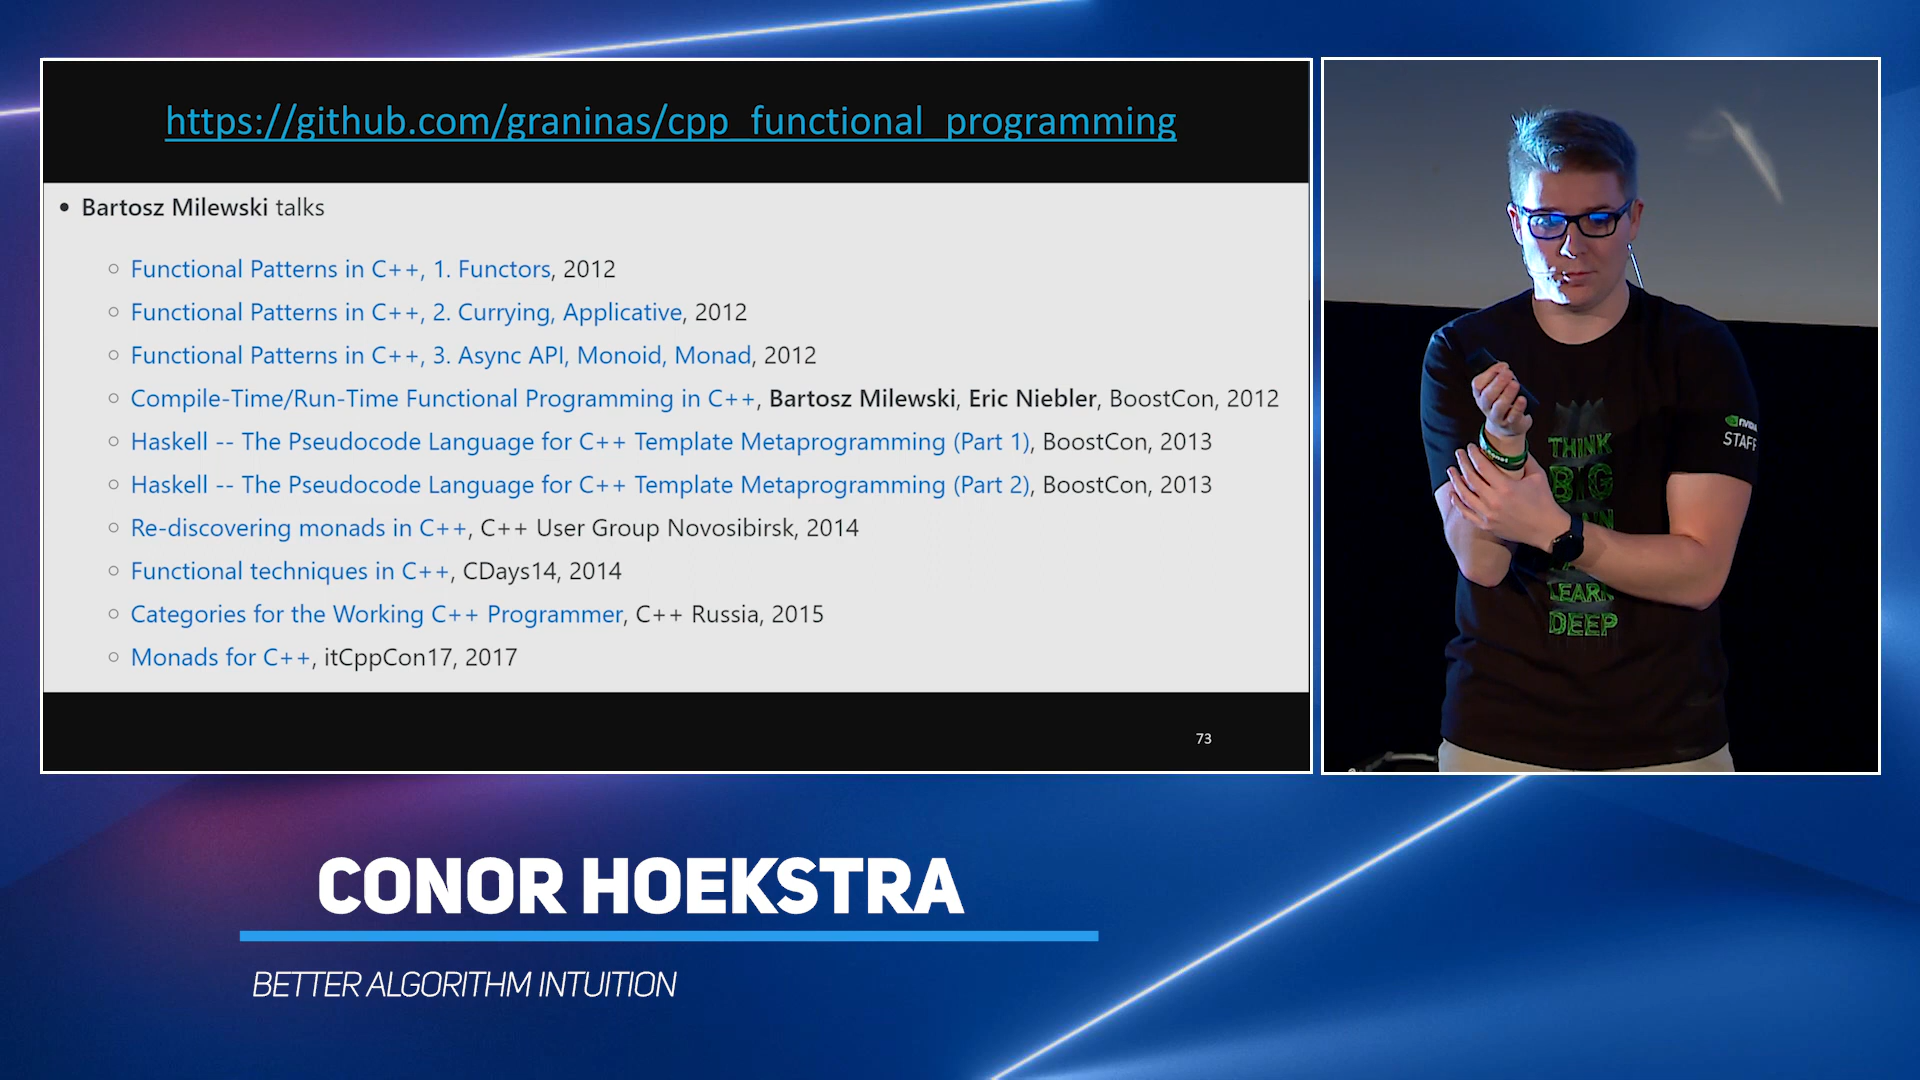 https://github.com/graninas/cpp_functional_programming
• Bartosz Milewski talks
○ Functional Patterns in C++, 1. Functors, 2012
○ Functional Patterns in C++, 2. Currying, Applicative, 2012
○ Functional Patterns in C++, 3. Async API, Monoid, Monad, 2012
○ Compile-Time/Run-Time Functional Programming in C++, Bartosz Milewski, Eric Niebler, BoostCon, 2012
○ Haskell -- The Pseudocode Language for C++ Template Metaprogramming (Part 1), BoostCon, 2013
○ Haskell -- The Pseudocode Language for C++ Template Metaprogramming (Part 2), BoostCon, 2013
○ Re-discovering monads in C++, C++ User Group Novosibirsk, 2014
○ Functional techniques in C++, CDays14, 2014
○ Categories for the Working C++ Programmer, C++ Russia, 2015
○ Monads for C++, itCppCon17, 2017
73
THINK
BIG
LEARN
DEEP
STAFF
CONOR HOEKSTRA
BETTER ALGORITHM INTUITION